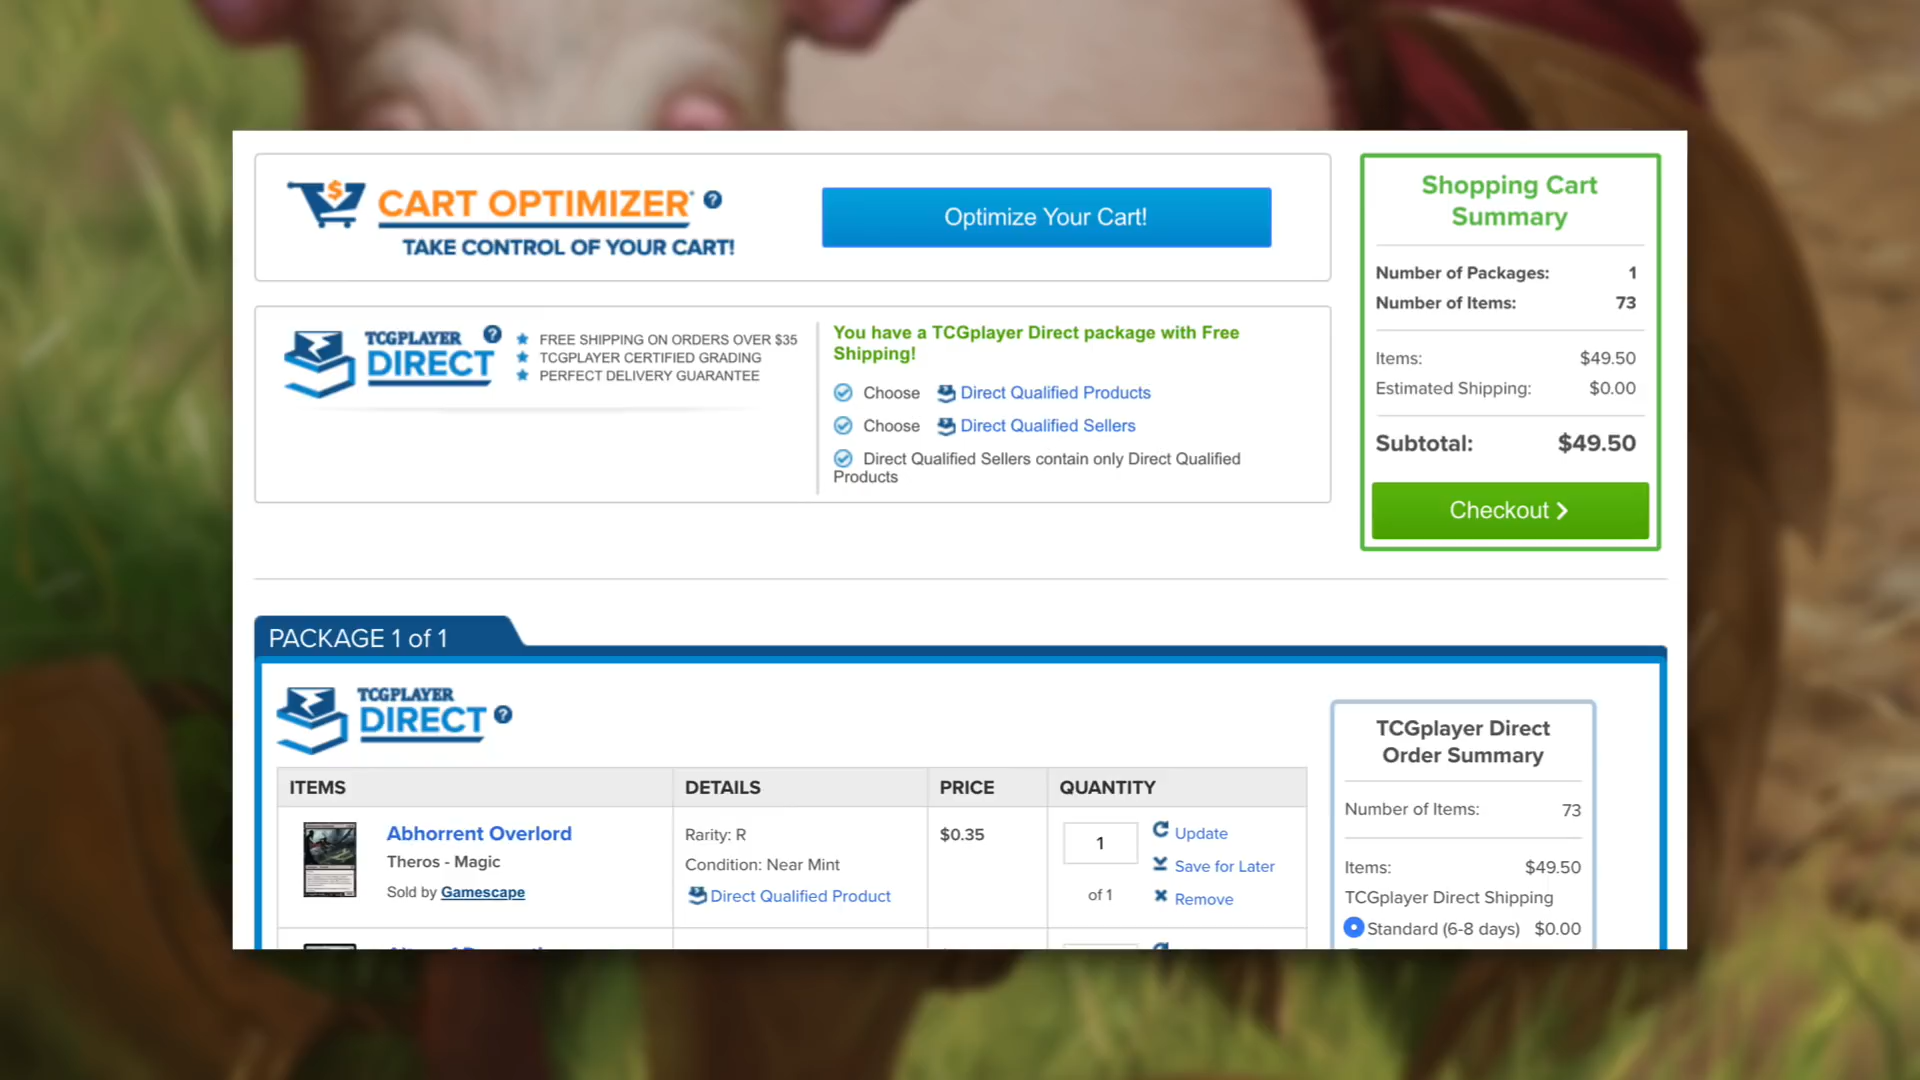 CART OPTIMIZER
TAKE CONTROL OF YOUR CART!
Optimize Your Cart!
TCGPLAYER
DIRECT
FREE SHIPPING ON ORDERS OVER $35
TCGPLAYER CERTIFIED GRADING
PERFECT DELIVERY GUARANTEE
You have a TCGplayer Direct package with Free
Shipping!
Choose Direct Qualified Products
Choose Direct Qualified Sellers
Direct Qualified Sellers contain only Direct Qualified
Products
Shopping Cart
Summary
Number of Packages: 1
Number of Items: 73
Items: $49.50
Estimated Shipping: $0.00
Subtotal: $49.50
Checkout
PACKAGE 1 of 1
TCGPLAYER
DIRECT
ITEMS DETAILS PRICE QUANTITY
Abhorrent Overlord
Theros - Magic
Sold by Gamescape
Rarity: R
Condition: Near Mint
Direct Qualified Product
$0.35
1
of 1
Update
Save for Later
Remove
TCGplayer Direct
Order Summary
Number of Items: 73
Items: $49.50
TCGplayer Direct Shipping
Standard (6-8 days) $0.00